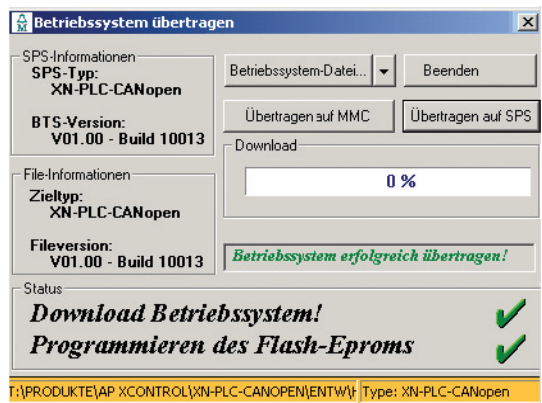 Betriebssystem übertragen
SPS-Informationen
SPS-Typ:
XN-PLC-CANopen
BTS-Version:
V01.00 - Build 10013
Betriebssystem-Datei...
Beenden
Übertragen auf MMC
Übertragen auf SPS
Download
0 %
File-Informationen
Zieltyp:
XN-PLC-CANopen
Fileversion:
V01.00 - Build 10013
Betriebssystem erfolgreich übertragen!
Status
Download Betriebssystem!
Programmieren des Flash-Eproms
T:\PRODUKTE\AP XCONTROL\XN-PLC-CANOPEN\ENTW\
Type: XN-PLC-CANopen